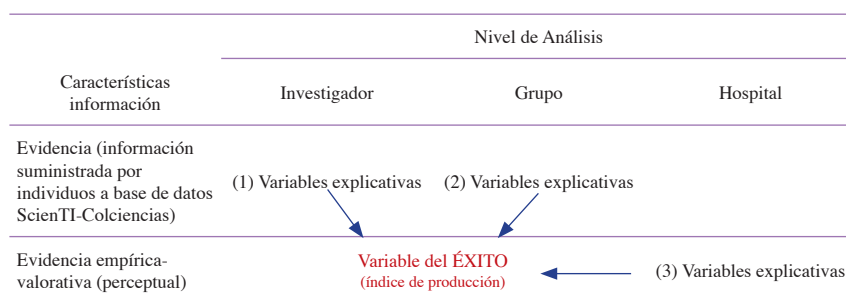 Nivel de Análisis
Características
información
Investigador
Grupo
Hospital
Evidencia (información
suministrada por
individuos a base de datos
ScienTI-Colciencias)
(1) Variables explicativas
(2) Variables explicativas
Evidencia empírica-
valorativa (perceptual)
Variable del ÉXITO
(índice de producción)
(3) Variables explicativas